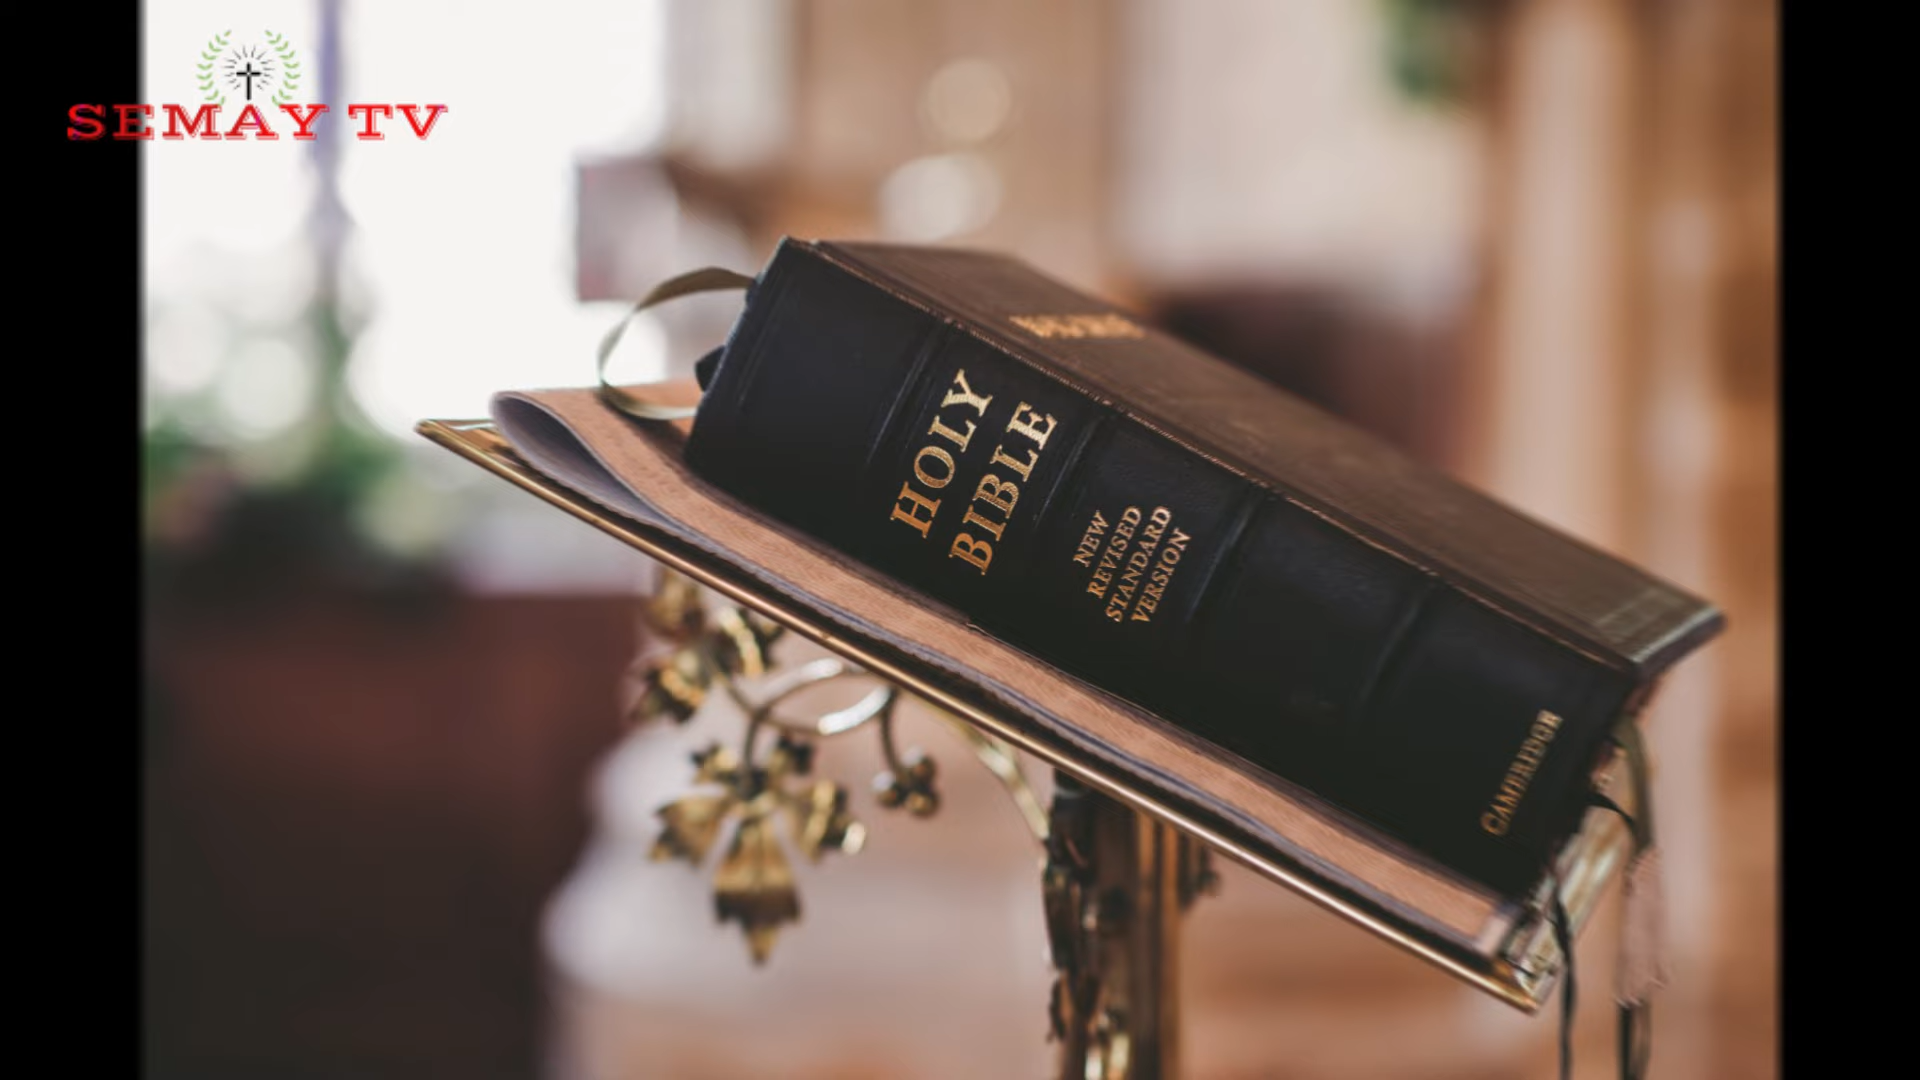 SEMAY TV
HOLY
BIBLE
NEW
REVISED
STANDARD
VERSION
CAMBRIDGE